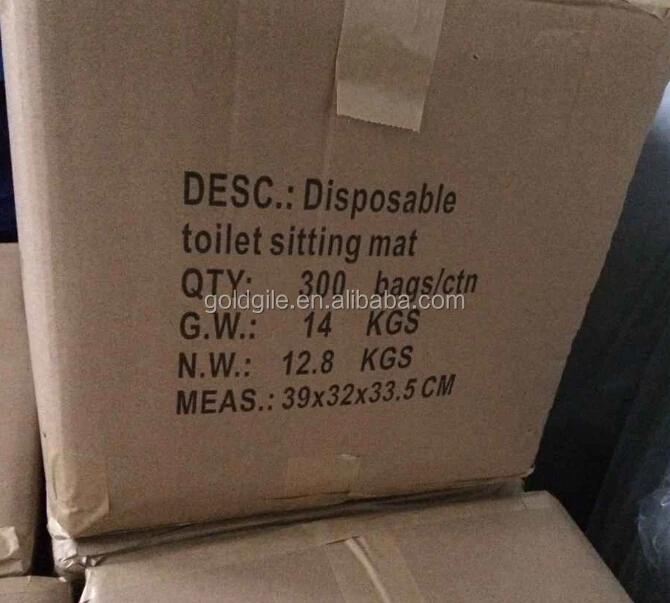 DESC.: Disposable
toilet sitting mat
QTY: 300 bags/ctn
goldgile.en.alibaba.com
G.W.: 14 KGS
N.W.: 12.8 KGS
MEAS.: 39x32x33.5 CM